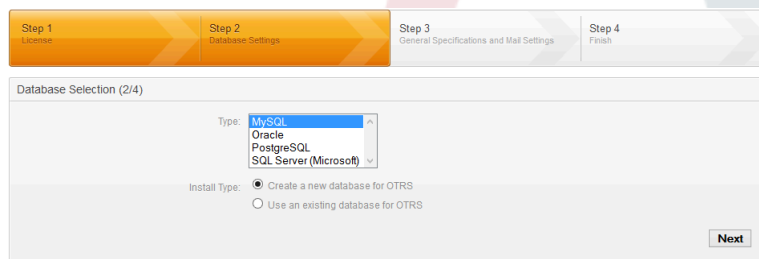 Step 1
License
Step 2
Database Settings
Step 3
General Specifications and Mail Settings
Step 4
Finish
Database Selection (2/4)
Type:
MySQL
Oracle
PostgreSQL
SQL Server (Microsoft)
Install Type:
Create a new database for OTRS
Use an existing database for OTRS
Next